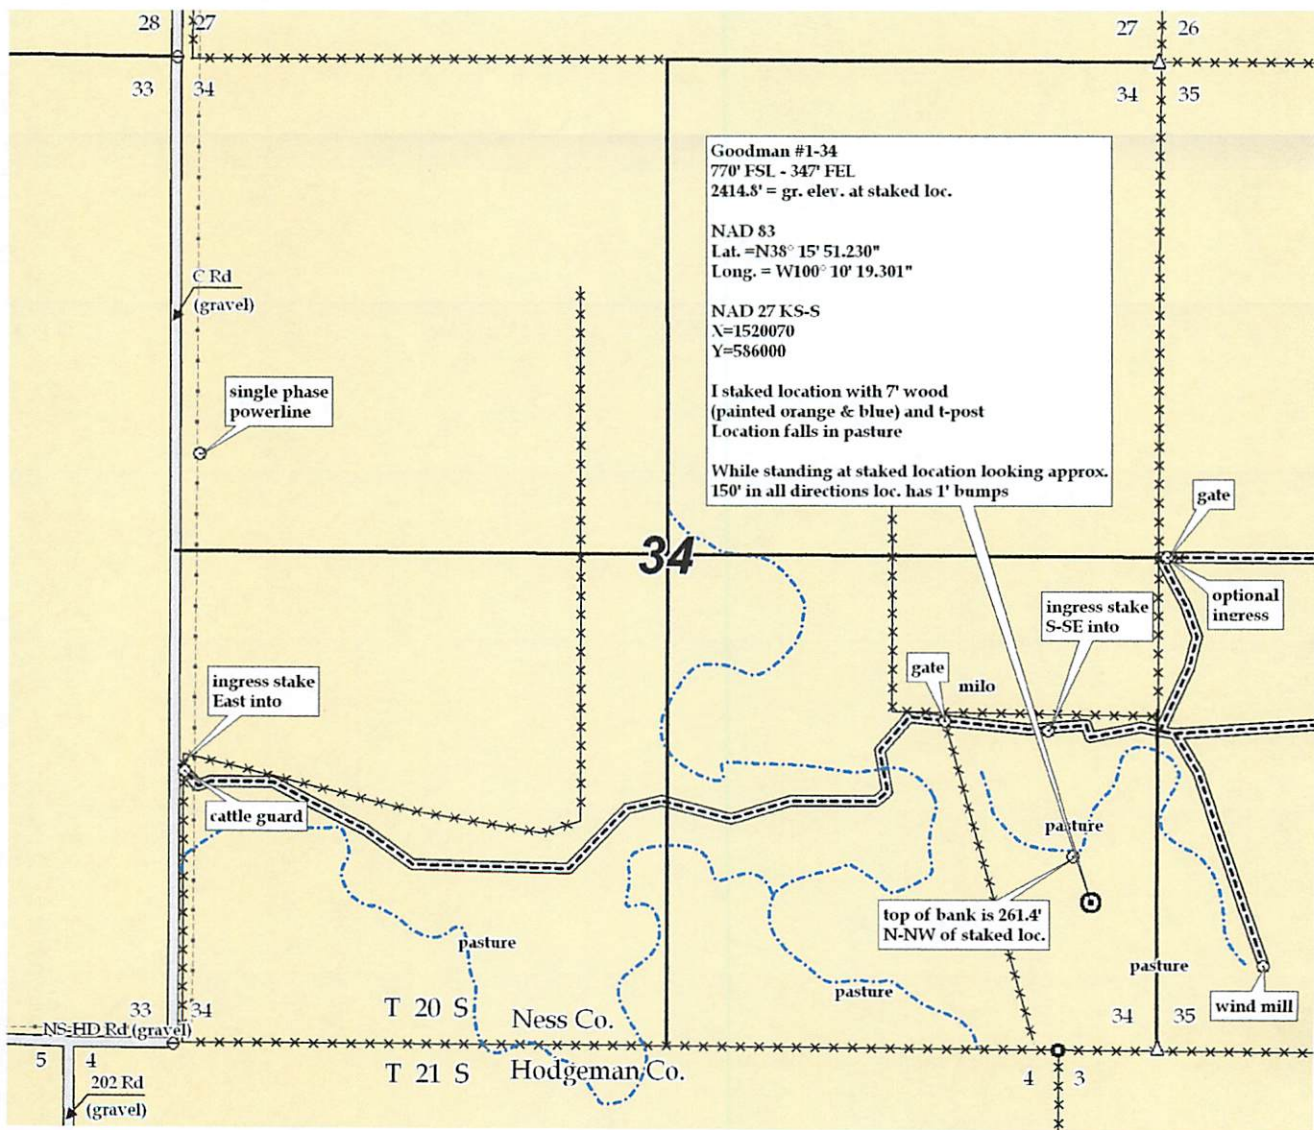 28 27
27 26
33 34
34 35
Goodman #1-34
770' FSL - 347' FEL
2414.8' = gr. elev. at staked loc.
NAD 83
Lat. =N38° 15' 51.230"
Long. = W100° 10' 19.301"
NAD 27 KS-S
X=1520070
Y=586000
I staked location with 7' wood
(painted orange & blue) and t-post
Location falls in pasture
While standing at staked location looking approx.
150' in all directions loc. has 1' bumps
C Rd
(gravel)
single phase
powerline
gate
34
optional
ingress
ingress stake
S-SE into
gate
milo
ingress stake
East into
cattle guard
pasture
top of bank is 261.4'
N-NW of staked loc.
pasture
pasture
pasture
wind mill
33 34
T 20 S
Ness Co.
34 35
NS-HD Rd (gravel)
5 4
T 21 S
Hodgeman Co.
4 3
202 Rd
(gravel)